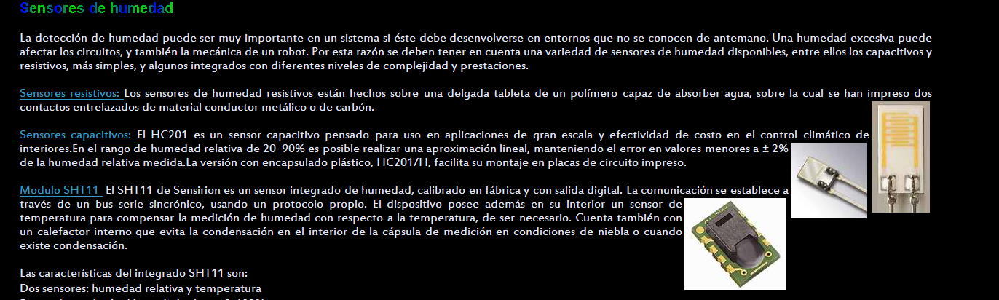 Sensores de humedad
La detección de humedad puede ser muy importante en un sistema si éste debe desenvolverse en entornos que no se conocen de antemano. Una humedad excesiva puede
afectar los circuitos, y también la mecánica de un robot. Por esta razón se deben tener en cuenta una variedad de sensores de humedad disponibles, entre ellos los capacitivos y
resistivos, más simples, y algunos integrados con diferentes niveles de complejidad y prestaciones.
Sensores resistivos: Los sensores de humedad resistivos están hechos sobre una delgada tableta de un polímero capaz de absorber agua, sobre la cual se han impreso dos
contactos entrelazados de material conductor metálico o de carbón.
Sensores capacitivos: El HC201 es un sensor capacitivo pensado para uso en aplicaciones de gran escala y efectividad de costo en el control climático de
interiores.En el rango de humedad relativa de 20–90% es posible realizar una aproximación lineal, manteniendo el error en valores menores a ± 2%
de la humedad relativa medida.La versión con encapsulado plástico, HC201/H, facilita su montaje en placas de circuito impreso.
Modulo SHT11 El SHT11 de Sensirion es un sensor integrado de humedad, calibrado en fábrica y con salida digital. La comunicación se establece a
través de un bus serie sincrónico, usando un protocolo propio. El dispositivo posee además en su interior un sensor de
temperatura para compensar la medición de humedad con respecto a la temperatura, de ser necesario. Cuenta también con
un calefactor interno que evita la condensación en el interior de la cápsula de medición en condiciones de niebla o cuando
existe condensación.
Las características del integrado SHT11 son:
Dos sensores: humedad relativa y temperatura